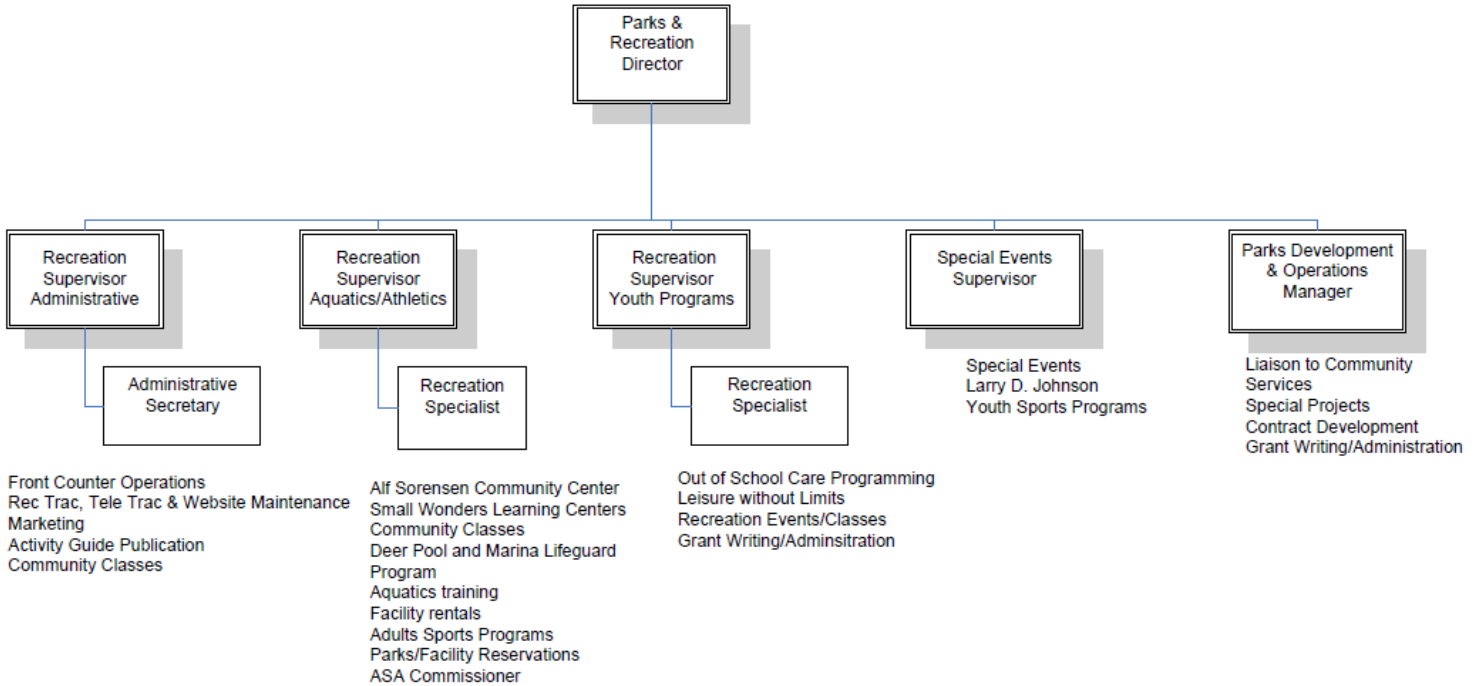 Parks &
Recreation
Director
Recreation
Supervisor
Administrative
Recreation
Supervisor
Aquatics/Athletics
Recreation
Supervisor
Youth Programs
Special Events
Supervisor
Parks Development
& Operations
Manager
Administrative
Secretary
Recreation
Specialist
Recreation
Specialist
Special Events
Larry D. Johnson
Youth Sports Programs
Liaison to Community
Services
Special Projects
Contract Development
Grant Writing/Administration
Front Counter Operations
Rec Trac, Tele Trac & Website Maintenance
Marketing
Activity Guide Publication
Community Classes
Alf Sorensen Community Center
Small Wonders Learning Centers
Community Classes
Deer Pool and Marina Lifeguard
Program
Aquatics training
Facility rentals
Adults Sports Programs
Parks/Facility Reservations
ASA Commissioner
Out of School Care Programming
Leisure without Limits
Recreation Events/Classes
Grant Writing/Adminsitration